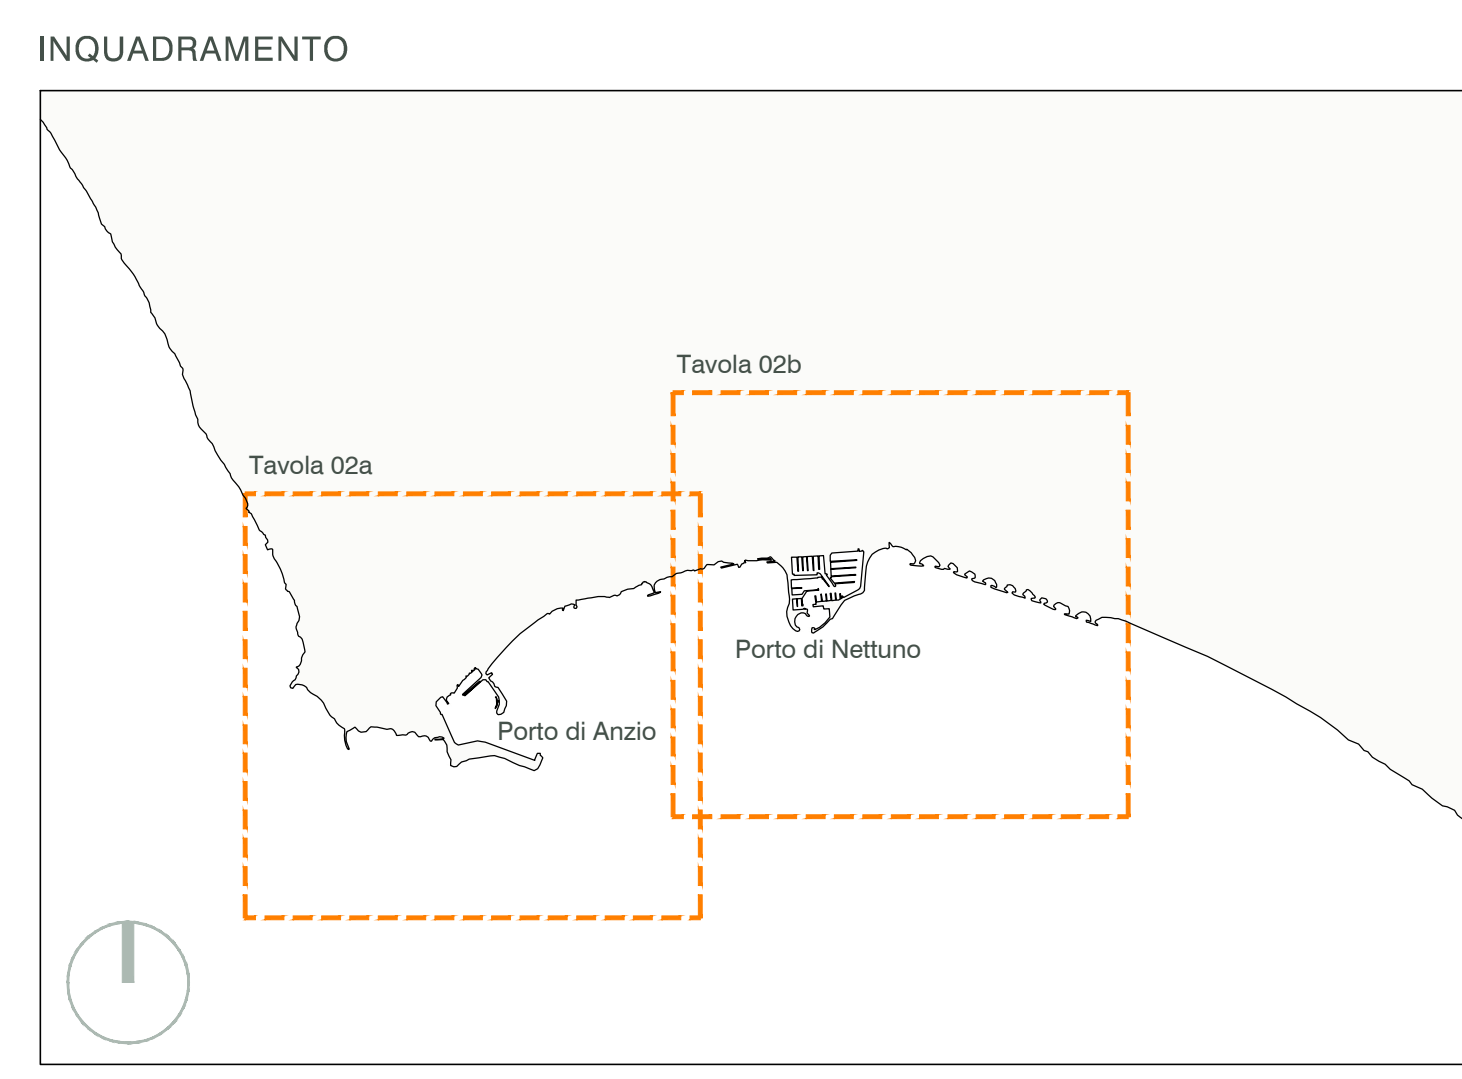 INQUADRAMENTO
Tavola 02b
Tavola 02a
Porto di Nettuno
Porto di Anzio